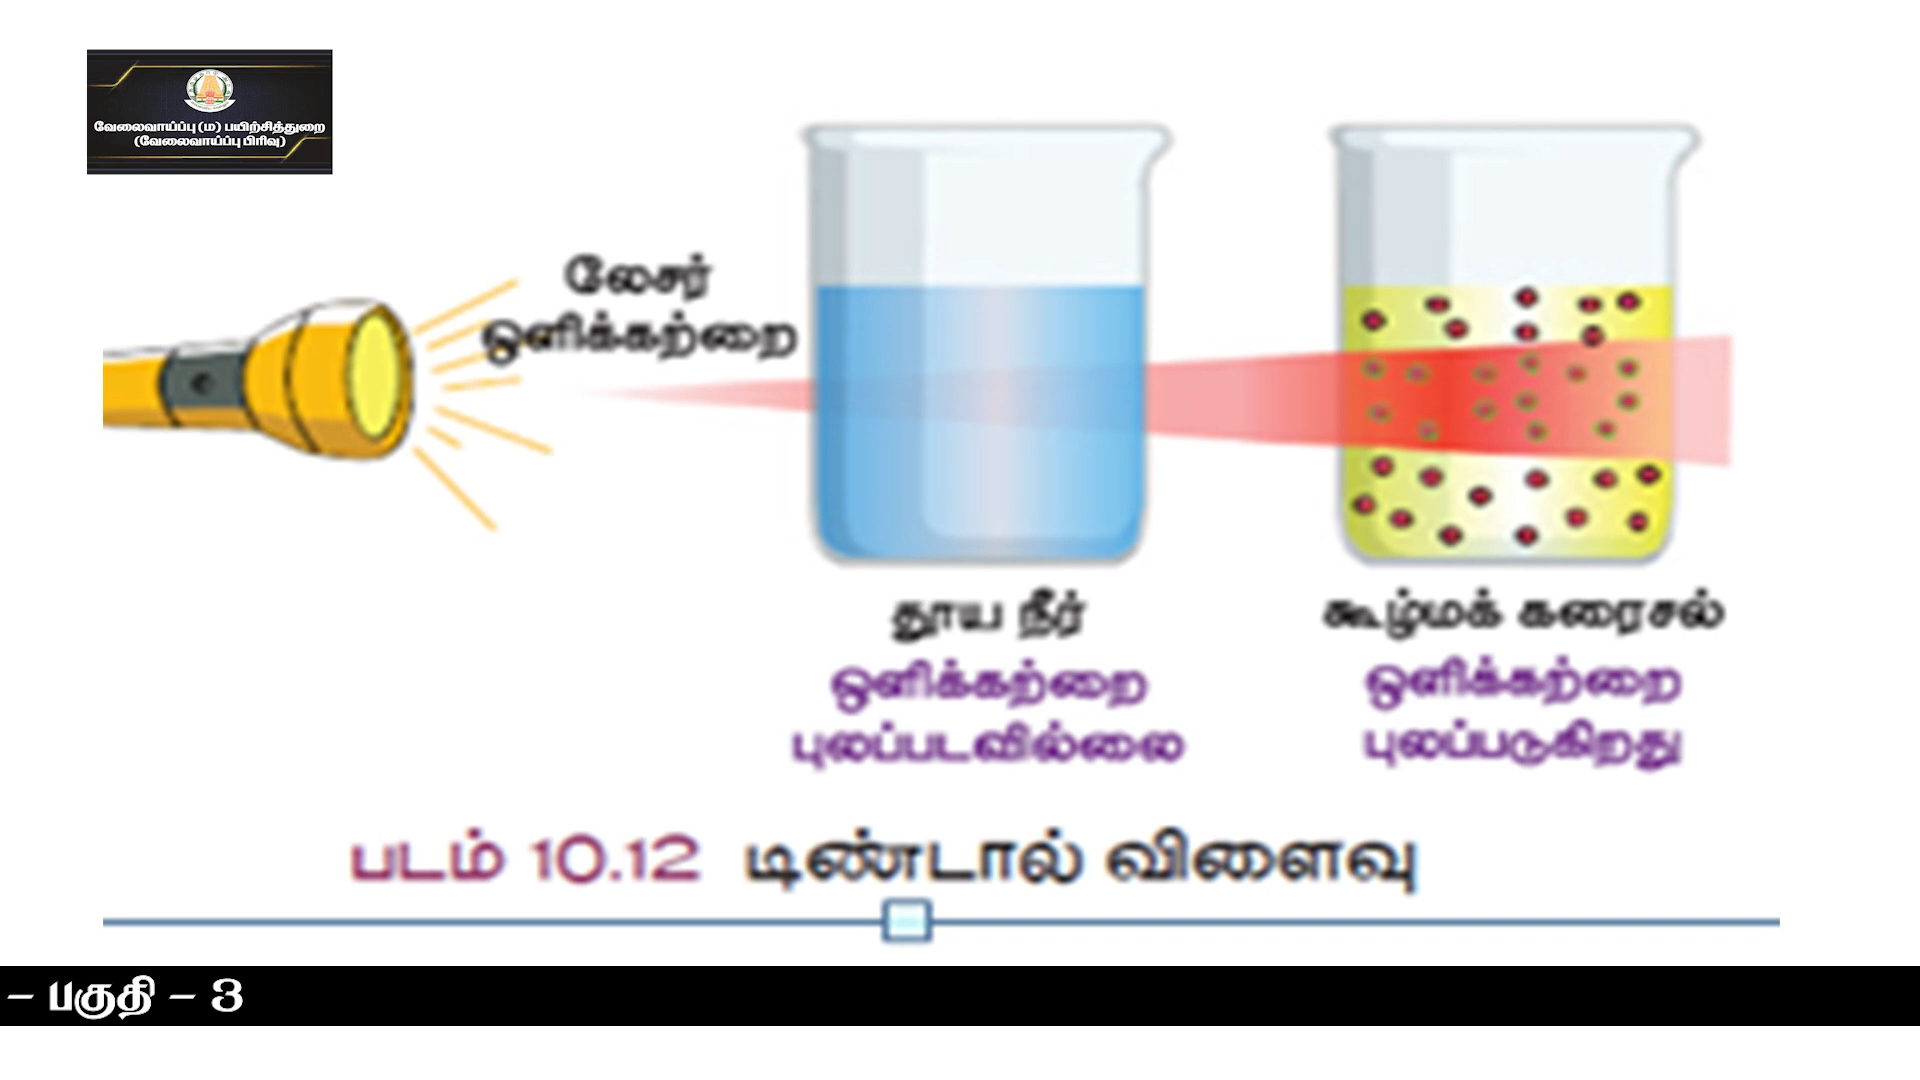 வேலைவாய்ப்பு (ம) பயிற்சித்துறை
(வேலைவாய்ப்பு பிரிவு)
லேசர்
ஒளிக்கற்றை
தூய நீர்
ஒளிக்கற்றை
புலப்படவில்லை
கூழ்மக் கரைசல்
ஒளிக்கற்றை
புலப்படுகிறது
படம் 10.12 டிண்டால் விளைவு
– பகுதி – 3